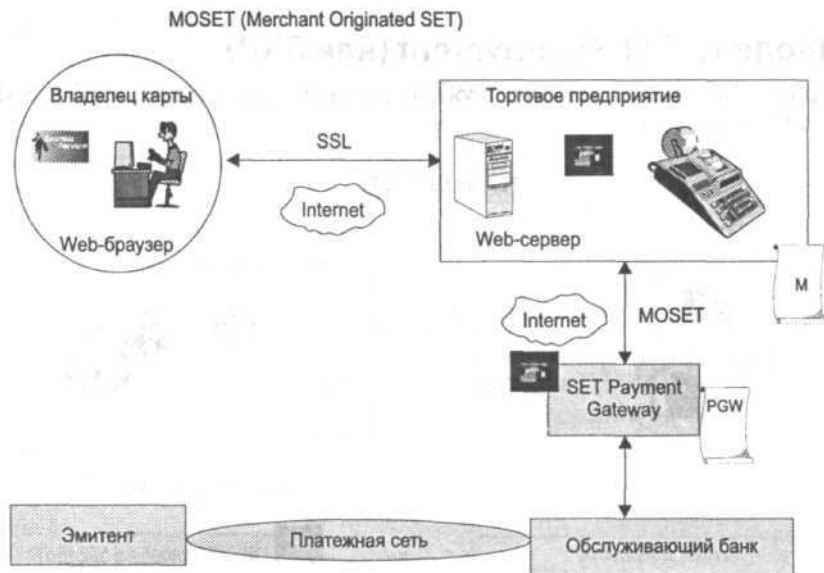 MOSET (Merchant Originated SET)
Владелец карты
Торговое предприятие
SSL
Internet
Web-браузер
Web-сервер
M
Internet
MOSET
SET Payment
Gateway
PGW
Эмитент
Платежная сеть
Обслуживающий банк